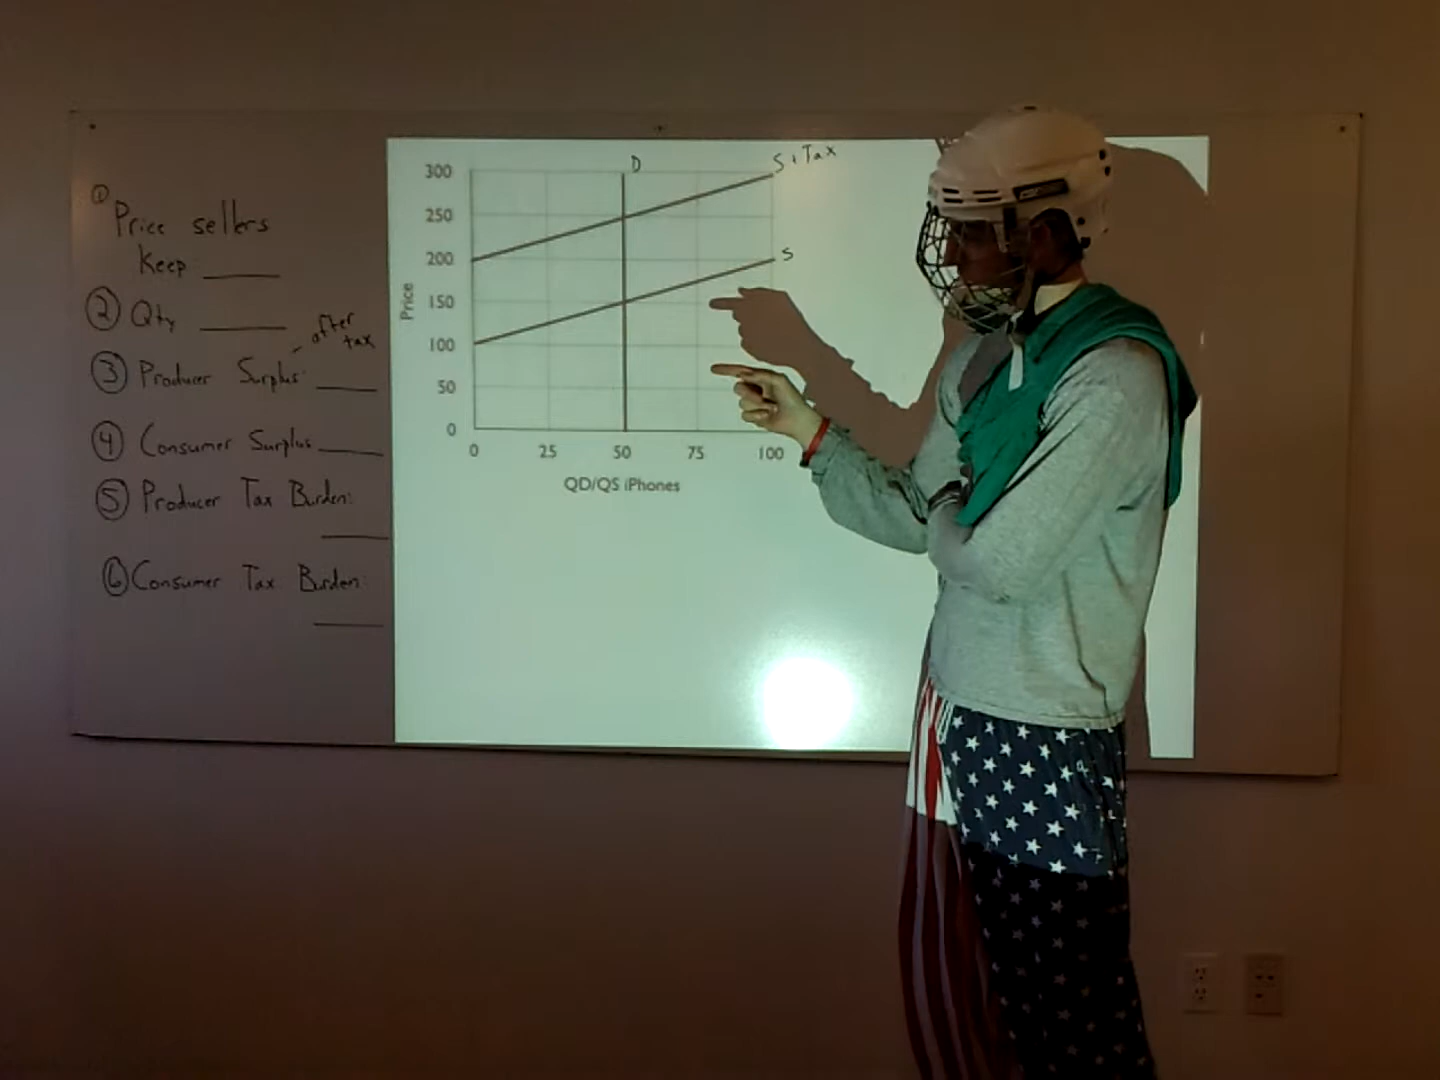 ① Price sellers
Keep ____
② Qty ____
after
tax
③ Producer Surplus: ____
④ Consumer Surplus ____
⑤ Producer Tax Burden:
____
⑥ Consumer Tax Burden:
____
D
S+Tax
S
300
250
200
150
100
50
0
Price
0 25 50 75 100
QD/QS iPhones